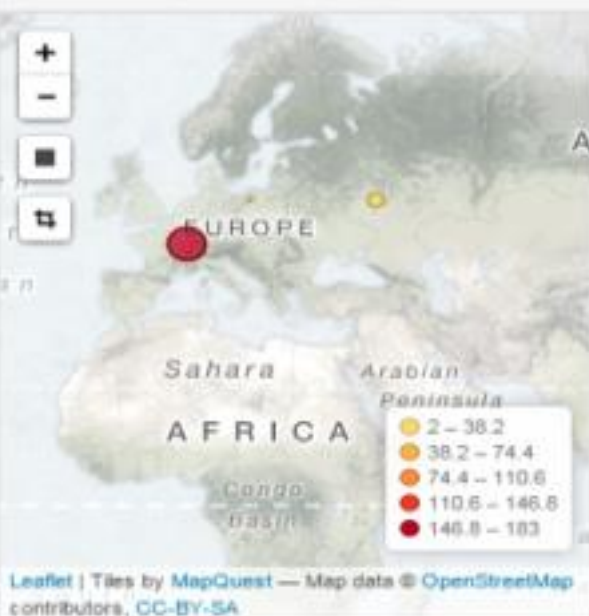 +
−
A
EUROPE
Sahara
Arabian
Peninsula
AFRICA
Congo
basin
2 – 38.2
38.2 – 74.4
74.4 – 110.6
110.6 – 146.8
146.8 – 183
Leaflet | Tiles by MapQuest — Map data © OpenStreetMap
contributors, CC-BY-SA